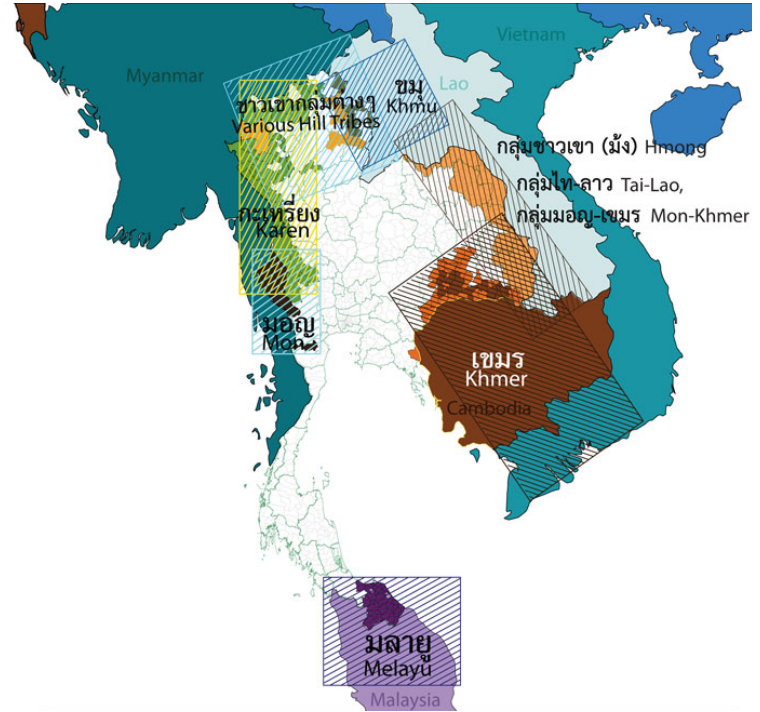 Vietnam
Myanmar
Lao
ขมุ
Khmu
ชาวเขากลุ่มต่างๆ
Various Hill Tribes
กลุ่มชาวเขา (ม้ง) Hmong
กลุ่มไท-ลาว Tai-Lao,
กลุ่มมอญ-เขมร Mon-Khmer
กะเหรี่ยง
Karen
มอญ
Mon
เขมร
Khmer
Cambodia
มลายู
Melayu
Malaysia